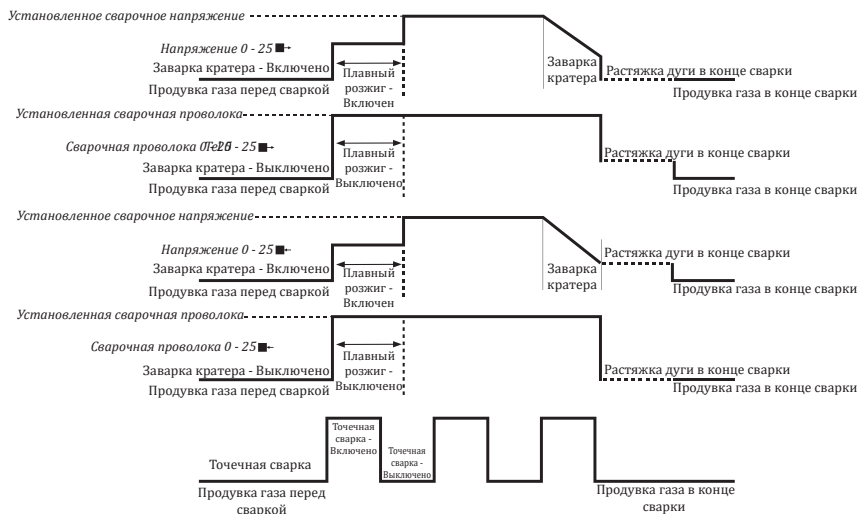 Установленное сварочное напряжение
Напряжение 0 - 25
Заварка кратера - Включено
Продувка газа перед сваркой
Плавный
розжиг -
Включен
Заварка
кратера
Растяжка дуги в конце сварки
Продувка газа в конце сварки
Установленная сварочная проволока
Сварочная проволока 0 - 25
Заварка кратера - Выключено
Продувка газа перед сваркой
Плавный
розжиг -
Выключено
Растяжка дуги в конце сварки
Продувка газа в конце сварки
Установленное сварочное напряжение
Напряжение 0 - 25
Заварка кратера - Включено
Продувка газа перед сваркой
Плавный
розжиг -
Включен
Заварка
кратера
Растяжка дуги в конце сварки
Продувка газа в конце сварки
Установленная сварочная проволока
Сварочная проволока 0 - 25
Заварка кратера - Выключено
Продувка газа перед сваркой
Плавный
розжиг -
Выключено
Растяжка дуги в конце сварки
Продувка газа в конце сварки
Точечная сварка
Точечная
сварка -
Включено
Точечная
сварка -
Выключено
Продувка газа перед
сваркой
Продувка газа в конце
сварки